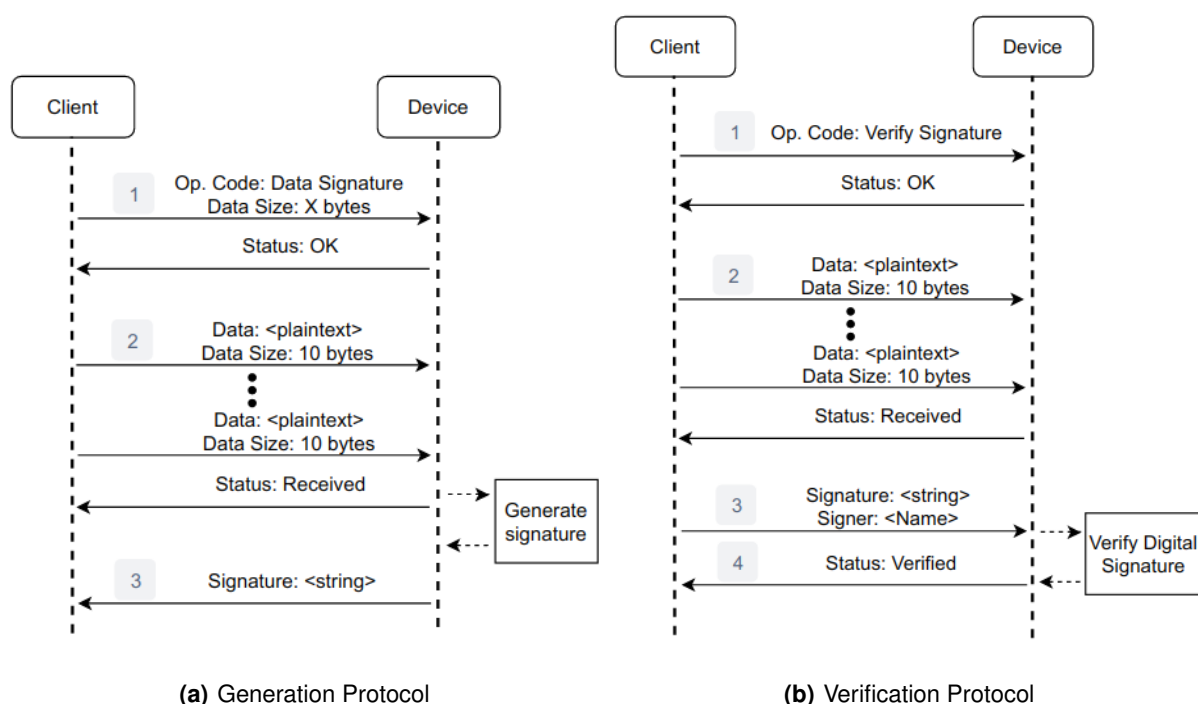 Client
Device
1
Op. Code: Data Signature
Data Size: X bytes
Status: OK
2
Data: <plaintext>
Data Size: 10 bytes
Data: <plaintext>
Data Size: 10 bytes
Status: Received
Generate
signature
3
Signature: <string>
(a) Generation Protocol
Client
Device
1
Op. Code: Verify Signature
Status: OK
2
Data: <plaintext>
Data Size: 10 bytes
Data: <plaintext>
Data Size: 10 bytes
Status: Received
3
Signature: <string>
Signer: <Name>
Verify Digital
Signature
4
Status: Verified
(b) Verification Protocol